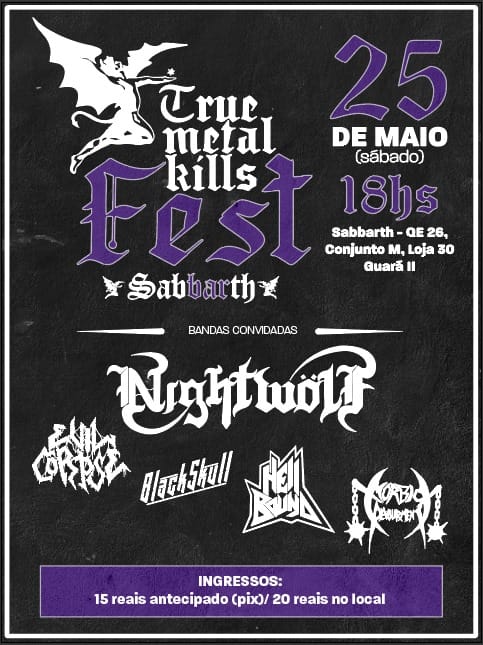 True
metal
kills
Fest
Sabbarth
25
DE MAIO
(sábado)
18hs
Sabbarth - QE 26,
Conjunto M, Loja 30
Guará II
BANDAS CONVIDADAS
Nightwölf
EVIL
CORPSE
BlackSkull
HELL
BOUND
MORBID
INGRESSOS:
15 reais antecipado (pix)/ 20 reais no local